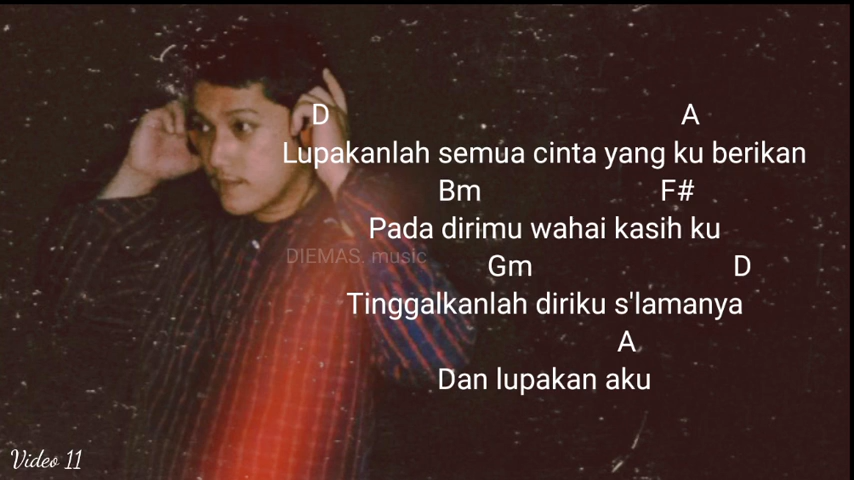 D A
Lupakanlah semua cinta yang ku berikan
Bm F#
Pada dirimu wahai kasih ku
DIEMAS. music
Gm D
Tinggalkanlah diriku s'lamanya
A
Dan lupakan aku
Video 11